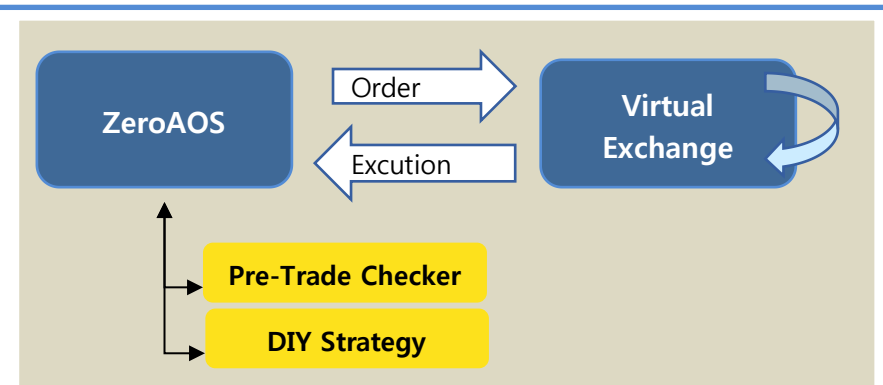 ZeroAOS
Order
Excution
Virtual
Exchange
Pre-Trade Checker
DIY Strategy